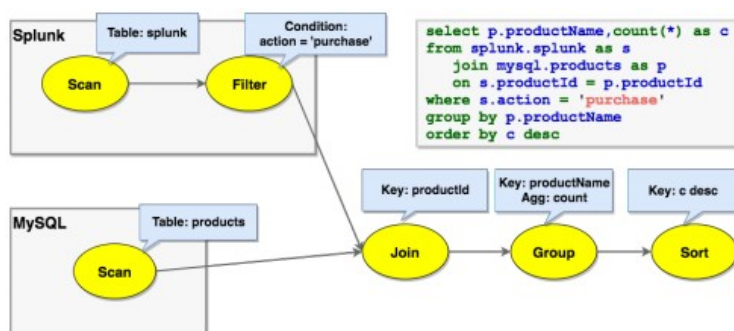 Splunk
Table: splunk
Condition:
action = 'purchase'
Scan
Filter
select p.productName,count(*) as c
from splunk.splunk as s
join mysql.products as p
on s.productId = p.productId
where s.action = 'purchase'
group by p.productName
order by c desc
MySQL
Table: products
Scan
Key: productId
Key: productName
Agg: count
Key: c desc
Join
Group
Sort